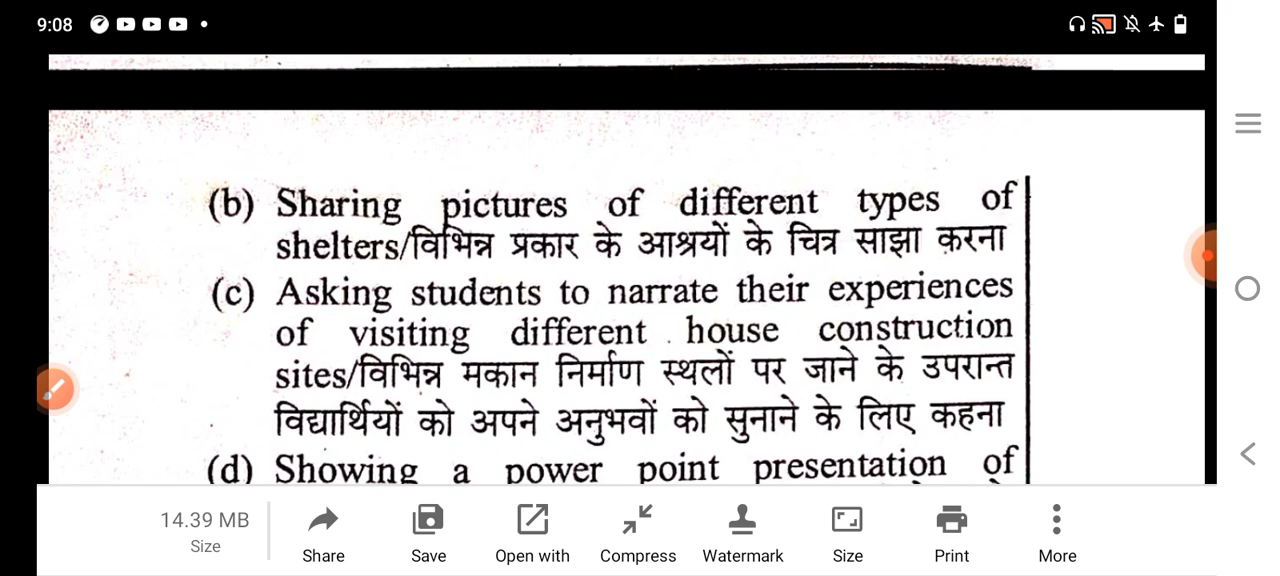 9:08
(b) Sharing pictures of different types of
shelters/विभिन्न प्रकार के आश्रयों के चित्र साझा करना
(c) Asking students to narrate their experiences
of visiting different house construction
sites/विभिन्न मकान निर्माण स्थलों पर जाने के उपरान्त
विद्यार्थियों को अपने अनुभवों को सुनाने के लिए कहना
(d) Showing a power point presentation of
14.39 MB
Size
Share
Save
Open with
Compress
Watermark
Size
Print
More